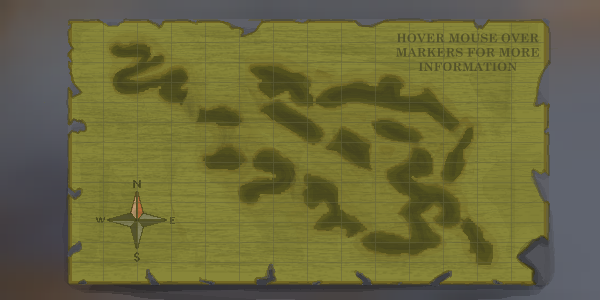 HOVER MOUSE OVER
MARKERS FOR MORE
INFORMATION
N
W E
S